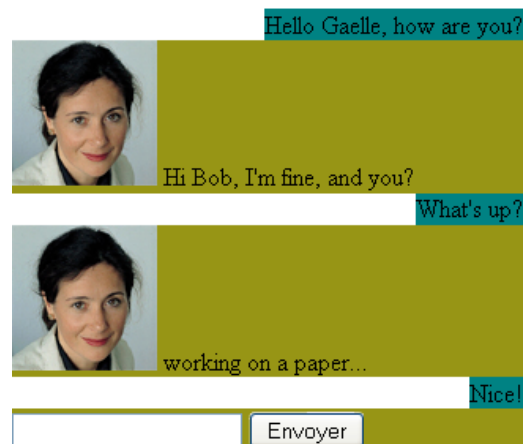 Hello Gaelle, how are you?
Hi Bob, I'm fine, and you?
What's up?
working on a paper...
Nice!
Envoyer